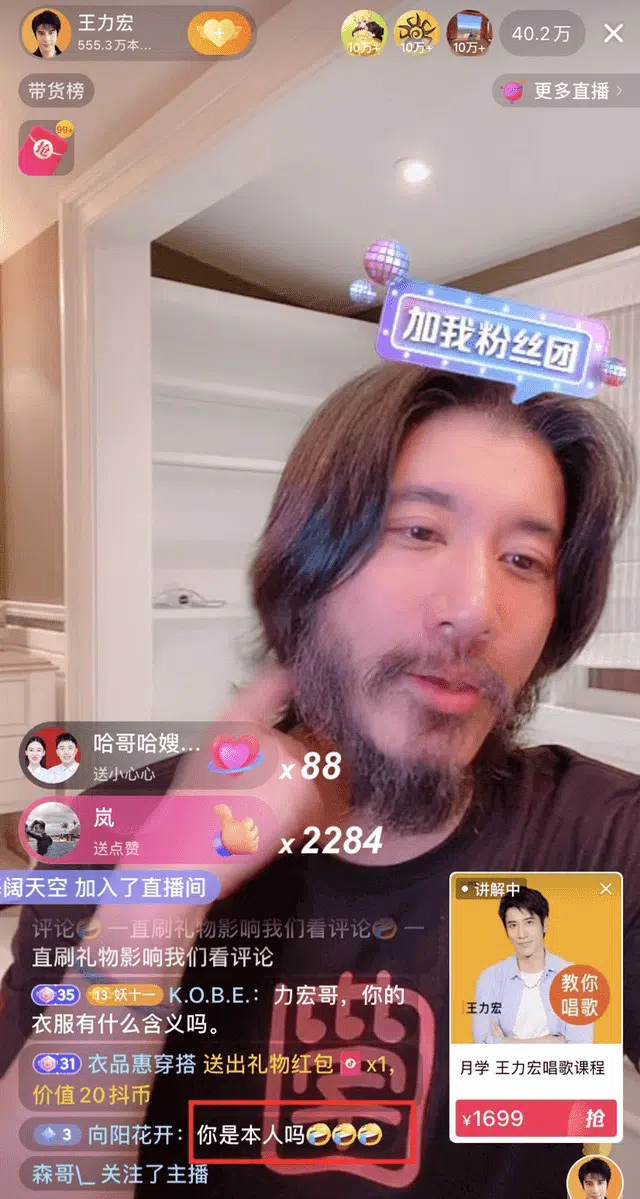 王力宏
555.3万本...
10万+
10万+
10万+
40.2万
带货榜
更多直播
99+
抢
加我粉丝团
哈哥哈嫂...
送小心心
x 88
岚
送点赞
x 2284
阔天空 加入了直播间
评论 一直刷礼物影响我们看评论 一
直刷礼物影响我们看评论
35 13 妖十一 K.O.B.E.: 力宏哥，你的
衣服有什么含义吗。
31 衣品惠穿搭 送出礼物红包 x1,
价值20抖币
3 向阳花开: 你是本人吗
森哥\_ 关注了主播
讲解中
王力宏
教你
唱歌
月学 王力宏唱歌课程
¥1699
抢